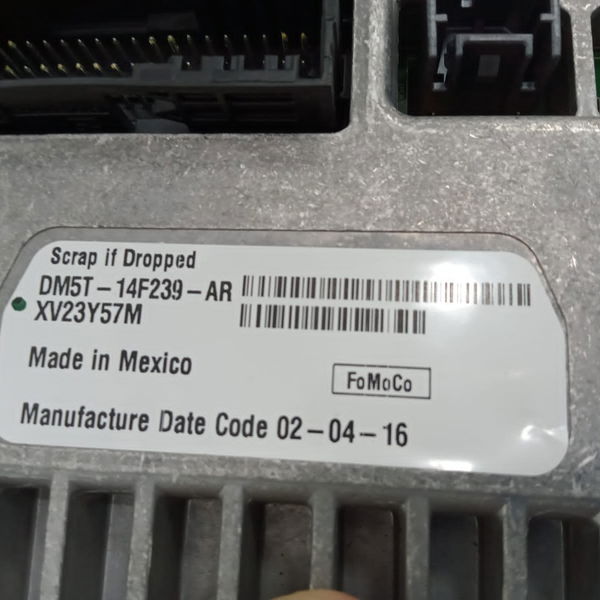 Scrap if Dropped
DM5T-14F239-AR
XV23Y57M
Made in Mexico
FoMoCo
Manufacture Date Code 02-04-16